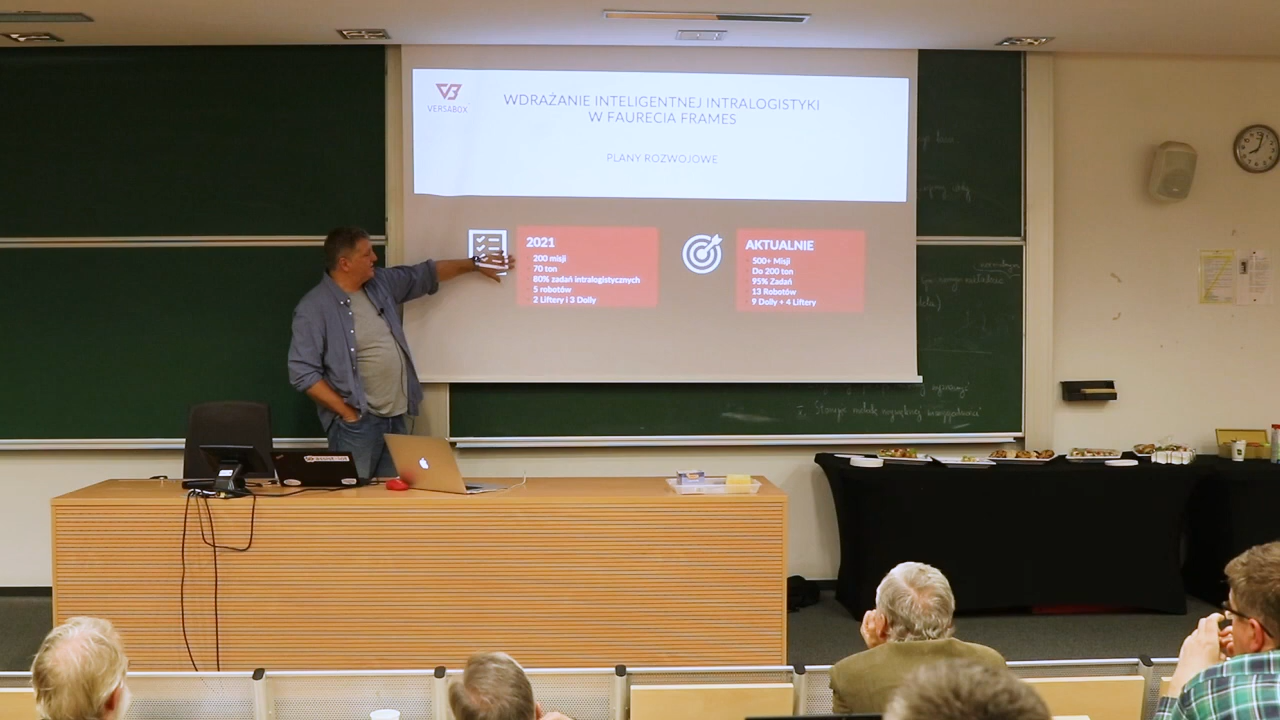 VERSABOX
WDRAŻANIE INTELIGENTNEJ INTRALOGISTYKI
W FAURECIA FRAMES
PLANY ROZWOJOWE
2021
200 misji
70 ton
80% zadań intralogistycznych
5 robotów
2 Liftery i 3 Dolly
AKTUALNIE
500+ Misji
Do 200 ton
95% Zadań
13 Robotów
9 Dolly + 4 Liftery